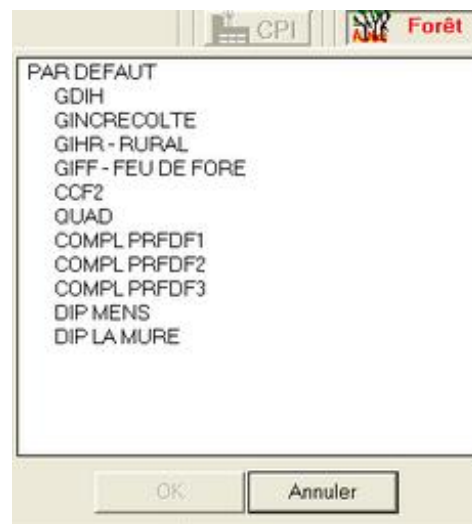 CPI Forêt
PAR DEFAUT
GDIH
GINCRECOLTE
GIHR - RURAL
GIFF - FEU DE FORE
CCF2
QUAD
COMPL PRFDF1
COMPL PRFDF2
COMPL PRFDF3
DIP MENS
DIP LA MURE
OK Annuler